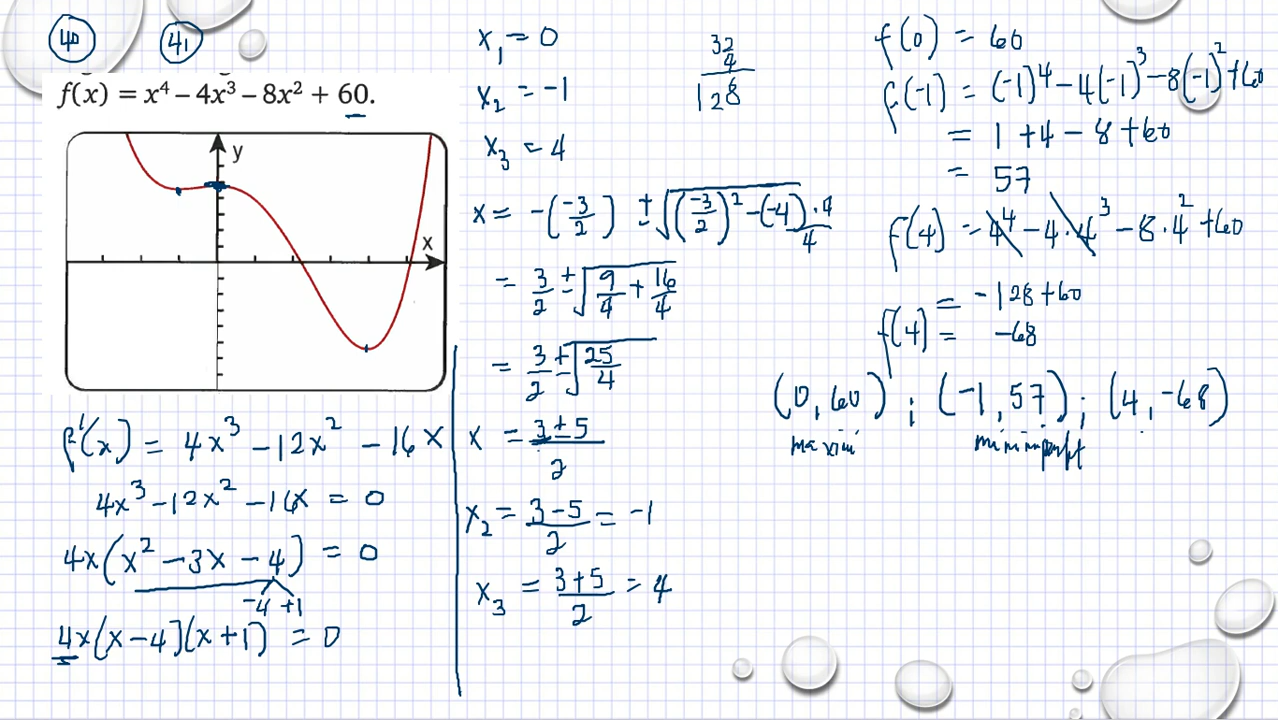 40 41
f(x) = x⁴ – 4x³ – 8x² + 60.
y
x
f'(x) = 4x³ - 12x² - 16x
4x³ - 12x² - 16x = 0
4x(x² - 3x - 4) = 0
-4 +1
4x(x-4)(x+1) = 0
x₁ = 0
x₂ = -1
x₃ = 4
x = -(-3/2) ± √((-3/2)² - (-4)·4/4)
= 3/2 ± √(9/4 + 16/4)
= 3/2 ± √(25/4)
x = (3 ± 5)/2
x₂ = (3-5)/2 = -1
x₃ = (3+5)/2 = 4
32
4
128
f(0) = 60
f(-1) = (-1)⁴ - 4(-1)³ - 8(-1)² + 60
= 1 + 4 - 8 + 60
= 57
f(4) = 4⁴ - 4·4³ - 8·4² + 60
= -128 + 60
f(4) = -68
(0, 60) ; (-1, 57) ; (4, -68)